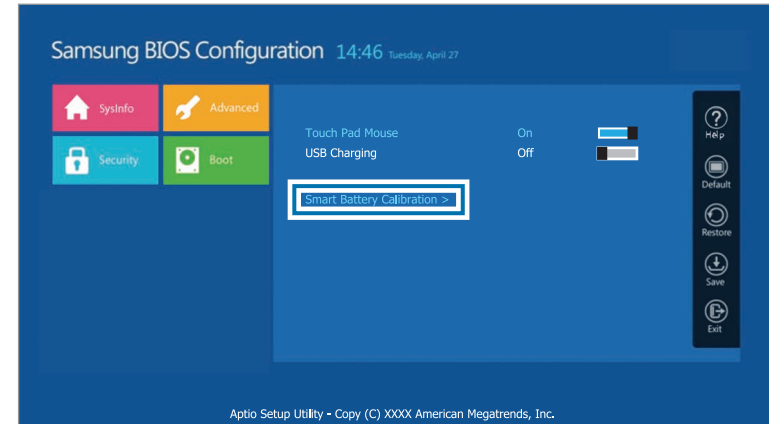 Samsung BIOS Configuration 14:46 Tuesday, April 27
SysInfo
Advanced
Security
Boot
Touch Pad Mouse On
USB Charging Off
Smart Battery Calibration >
Help
Default
Restore
Save
Exit
Aptio Setup Utility - Copy (C) XXXX American Megatrends, Inc.